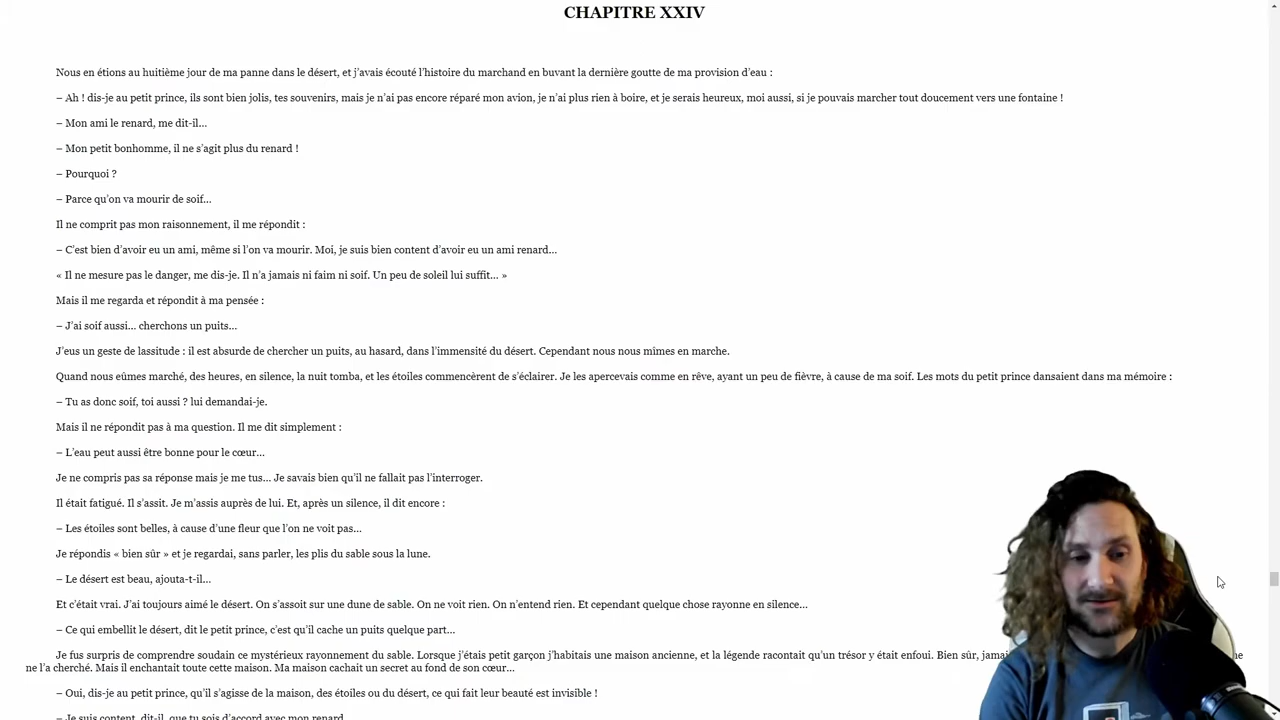 CHAPITRE XXIV
Nous en étions au huitième jour de ma panne dans le désert, et j’avais écouté l’histoire du marchand en buvant la dernière goutte de ma provision d’eau :
– Ah ! dis-je au petit prince, ils sont bien jolis, tes souvenirs, mais je n’ai pas encore réparé mon avion, je n’ai plus rien à boire, et je serais heureux, moi aussi, si je pouvais marcher tout doucement vers une fontaine !
– Mon ami le renard, me dit-il…
– Mon petit bonhomme, il ne s’agit plus du renard !
– Pourquoi ?
– Parce qu’on va mourir de soif…
Il ne comprit pas mon raisonnement, il me répondit :
– C’est bien d’avoir eu un ami, même si l’on va mourir. Moi, je suis bien content d’avoir eu un ami renard…
« Il ne mesure pas le danger, me dis-je. Il n’a jamais ni faim ni soif. Un peu de soleil lui suffit… »
Mais il me regarda et répondit à ma pensée :
– J’ai soif aussi… cherchons un puits…
J’eus un geste de lassitude : il est absurde de chercher un puits, au hasard, dans l’immensité du désert. Cependant nous nous mîmes en marche.
Quand nous eûmes marché, des heures, en silence, la nuit tomba, et les étoiles commencèrent de s’éclairer. Je les apercevais comme en rêve, ayant un peu de fièvre, à cause de ma soif. Les mots du petit prince dansaient dans ma mémoire :
– Tu as donc soif, toi aussi ? lui demandai-je.
Mais il ne répondit pas à ma question. Il me dit simplement :
– L’eau peut aussi être bonne pour le cœur…
Je ne compris pas sa réponse mais je me tus… Je savais bien qu’il ne fallait pas l’interroger.
Il était fatigué. Il s’assit. Je m’assis auprès de lui. Et, après un silence, il dit encore :
– Les étoiles sont belles, à cause d’une fleur que l’on ne voit pas…
Je répondis « bien sûr » et je regardai, sans parler, les plis du sable sous la lune.
– Le désert est beau, ajouta-t-il…
Et c’était vrai. J’ai toujours aimé le désert. On s’assoit sur une dune de sable. On ne voit rien. On n’entend rien. Et cependant quelque chose rayonne en silence…
– Ce qui embellit le désert, dit le petit prince, c’est qu’il cache un puits quelque part…
Je fus surpris de comprendre soudain ce mystérieux rayonnement du sable. Lorsque j’étais petit garçon j’habitais une maison ancienne, et la légende racontait qu’un trésor y était enfoui. Bien sûr,
ne l’a cherché. Mais il enchantait toute cette maison. Ma maison cachait un secret au fond de son cœur…
– Oui, dis-je au petit prince, qu’il s’agisse de la maison, des étoiles ou du désert, ce qui fait leur beauté est invisible !
– Je suis content, dit-il, que tu sois d’accord avec mon renard.